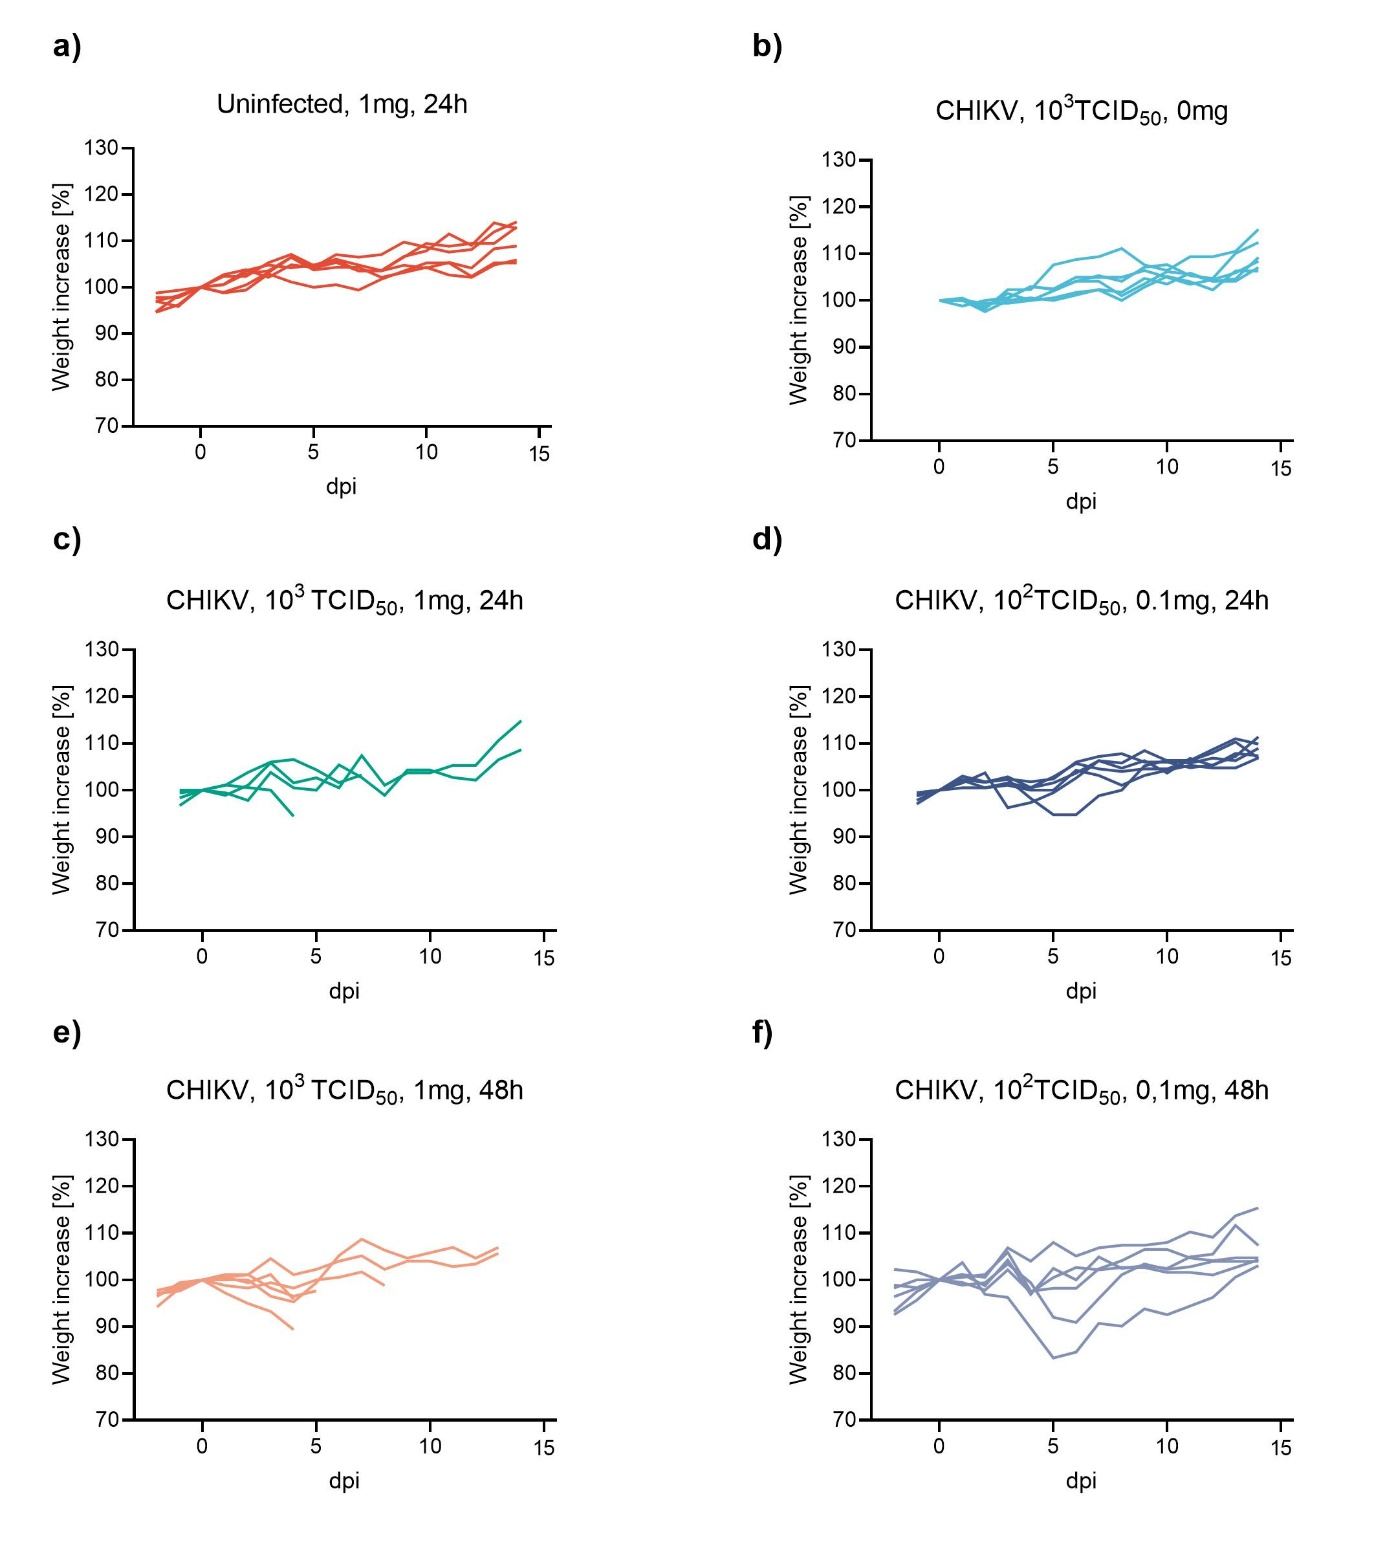 a)
Uninfected, 1mg, 24h
130
120
110
100
90
80
70
Weight increase [%]
0 5 10 15
dpi
b)
CHIKV, 10³TCID₅₀, 0mg
130
120
110
100
90
80
70
Weight increase [%]
0 5 10 15
dpi
c)
CHIKV, 10³ TCID₅₀, 1mg, 24h
130
120
110
100
90
80
70
Weight increase [%]
0 5 10 15
dpi
d)
CHIKV, 10²TCID₅₀, 0.1mg, 24h
130
120
110
100
90
80
70
Weight increase [%]
0 5 10 15
dpi
e)
CHIKV, 10³ TCID₅₀, 1mg, 48h
130
120
110
100
90
80
70
Weight increase [%]
0 5 10 15
dpi
f)
CHIKV, 10²TCID₅₀, 0,1mg, 48h
130
120
110
100
90
80
70
Weight increase [%]
0 5 10 15
dpi